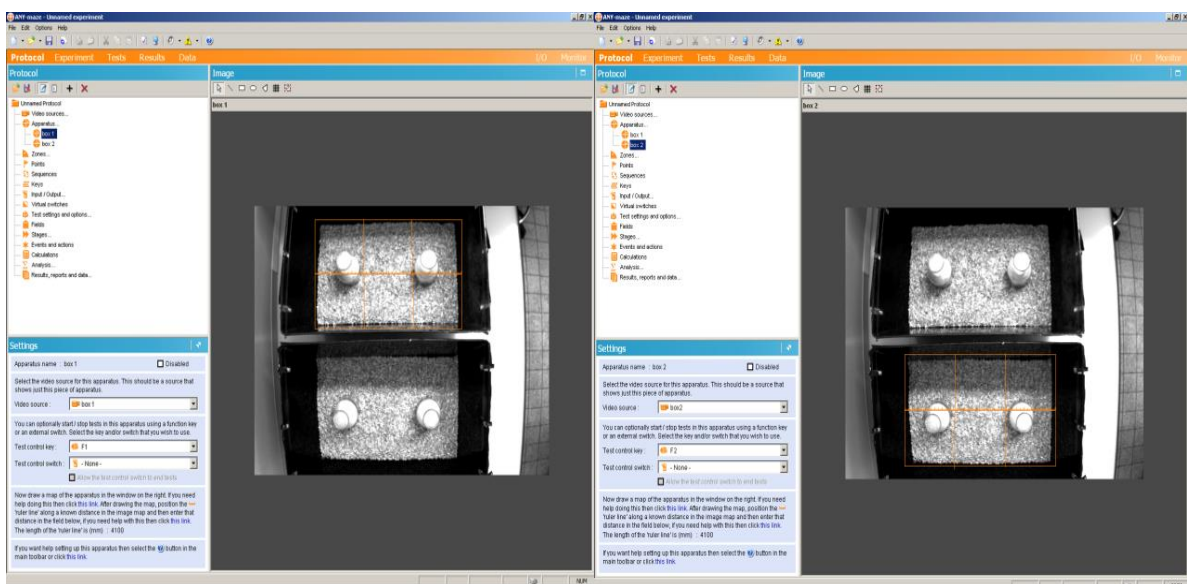 ANY-maze - Unnamed experiment
File Edit Options Help
Protocol Experiment Tests Results Data I/O Monitor
Protocol
Image
box 1
Unnamed Protocol
Video sources...
Apparatus...
box 1
box 2
Zones...
Points
Sequences
Keys
Input / Output...
Virtual switches
Test settings and options...
Fields
Stages...
Events and actions
Calculations
Analysis...
Results, reports and data...
Settings
Apparatus name : box 1 Disabled
Select the video source for this apparatus. This should be a source that
shows just this piece of apparatus.
Video source : box 1
You can optionally start / stop tests in this apparatus using a function key
or an external switch. Select the key and/or switch that you wish to use.
Test control key : F1
Test control switch : - None -
Allow the test control switch to end tests
Now draw a map of the apparatus in the window on the right. If you need
help doing this then click this link. After drawing the map, position the
'ruler line' along a known distance in the image map and then enter that
distance in the field below, if you need help with this then click this link.
The length of the 'ruler line' is (mm) : 4100
If you want help setting up this apparatus then select the button in the
main toolbar or click this link.
NUM
ANY-maze - Unnamed experiment
File Edit Options Help
Protocol Experiment Tests Results Data I/O Monitor
Protocol
Image
box 2
Unnamed Protocol
Video sources...
Apparatus...
box 1
box 2
Zones...
Points
Sequences
Keys
Input / Output...
Virtual switches
Test settings and options...
Fields
Stages...
Events and actions
Calculations
Analysis...
Results, reports and data...
Settings
Apparatus name : box 2 Disabled
Select the video source for this apparatus. This should be a source that
shows just this piece of apparatus.
Video source : box2
You can optionally start / stop tests in this apparatus using a function key
or an external switch. Select the key and/or switch that you wish to use.
Test control key : F2
Test control switch : - None -
Allow the test control switch to end tests
Now draw a map of the apparatus in the window on the right. If you need
help doing this then click this link. After drawing the map, position the
'ruler line' along a known distance in the image map and then enter that
distance in the field below, if you need help with this then click this link.
The length of the 'ruler line' is (mm) : 4100
If you want help setting up this apparatus then select the button in the
main toolbar or click this link.